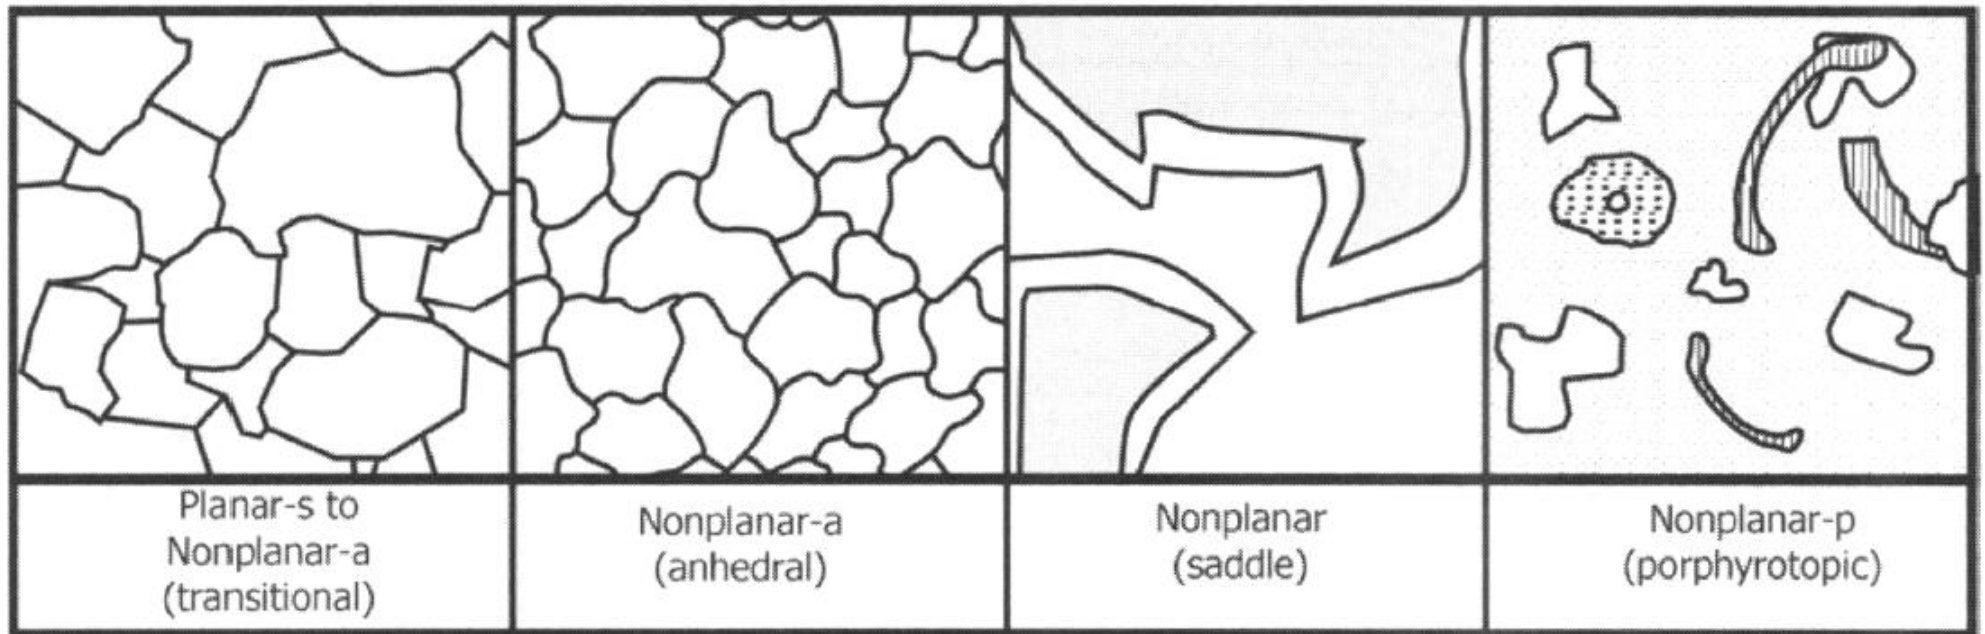 Planar-s to
Nonplanar-a
(transitional)
Nonplanar-a
(anhedral)
Nonplanar
(saddle)
Nonplanar-p
(porphyrotopic)